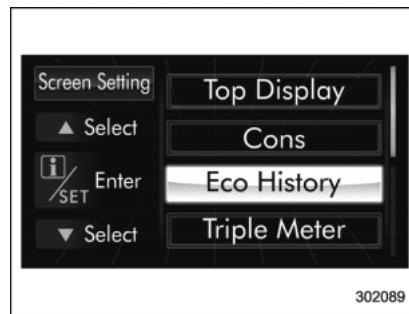 Screen Setting
Top Display
▲ Select
Cons
i/SET Enter
Eco History
▼ Select
Triple Meter
302089